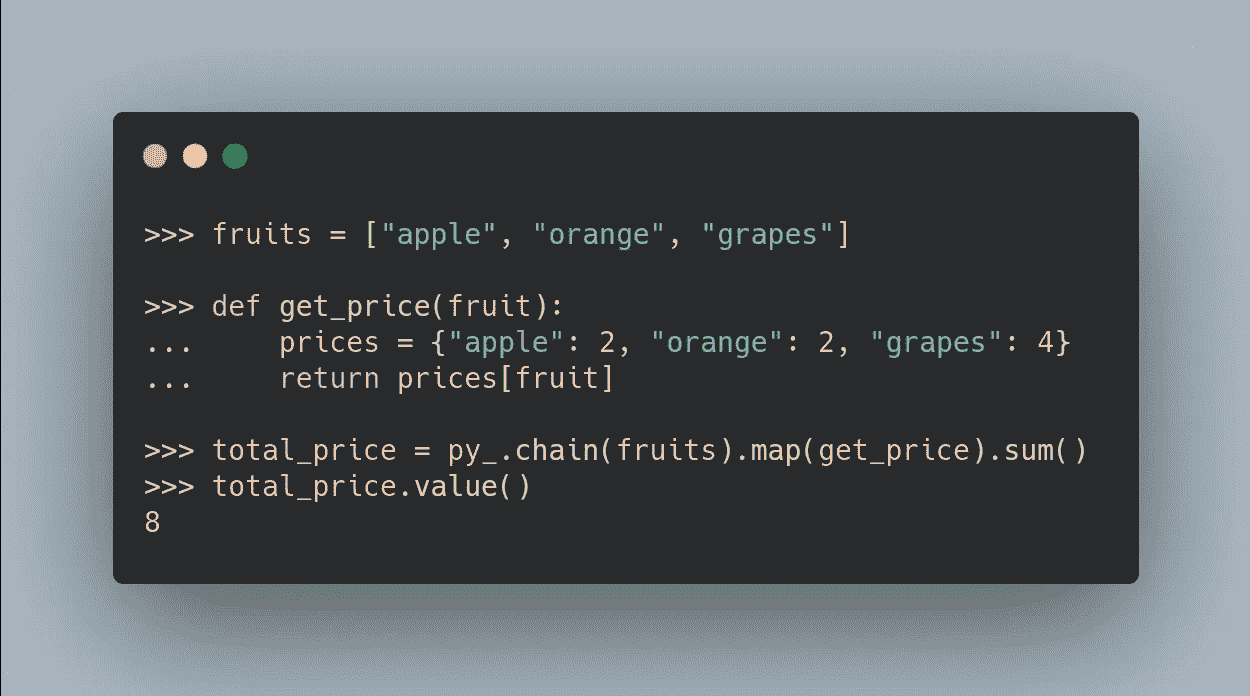 >>> fruits = ["apple", "orange", "grapes"]
>>> def get_price(fruit):
...     prices = {"apple": 2, "orange": 2, "grapes": 4}
...     return prices[fruit]
>>> total_price = py_.chain(fruits).map(get_price).sum()
>>> total_price.value()
8